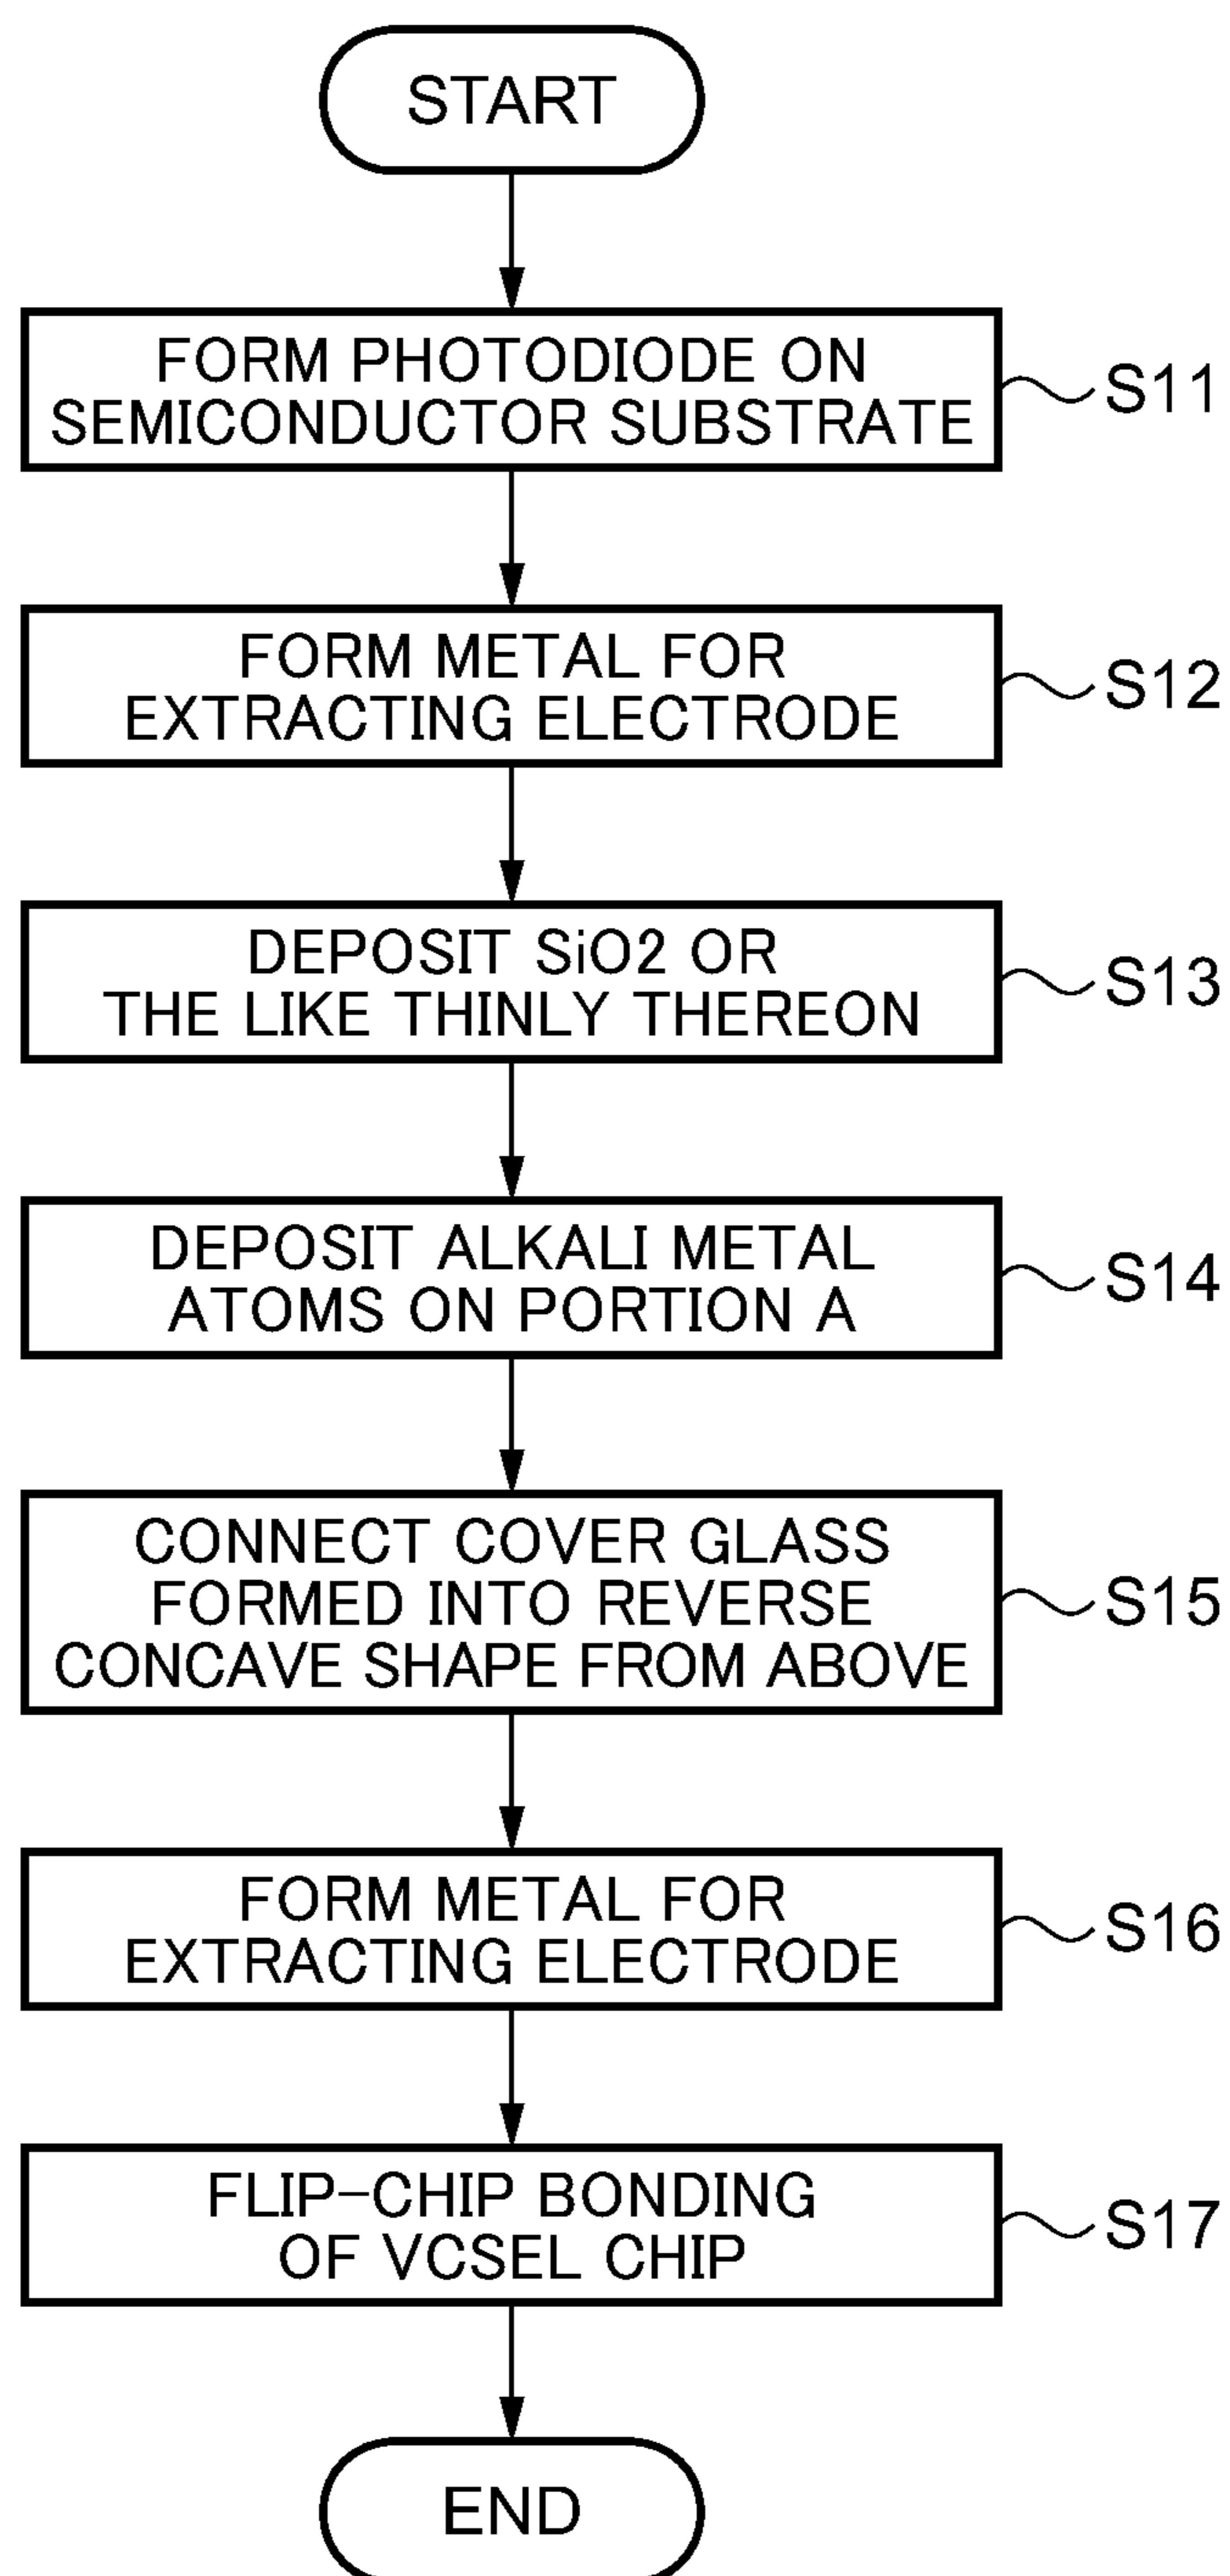 START
FORM PHOTODIODE ON
SEMICONDUCTOR SUBSTRATE
S11
FORM METAL FOR
EXTRACTING ELECTRODE
S12
DEPOSIT SiO2 OR
THE LIKE THINLY THEREON
S13
DEPOSIT ALKALI METAL
ATOMS ON PORTION A
S14
CONNECT COVER GLASS
FORMED INTO REVERSE
CONCAVE SHAPE FROM ABOVE
S15
FORM METAL FOR
EXTRACTING ELECTRODE
S16
FLIP-CHIP BONDING
OF VCSEL CHIP
S17
END